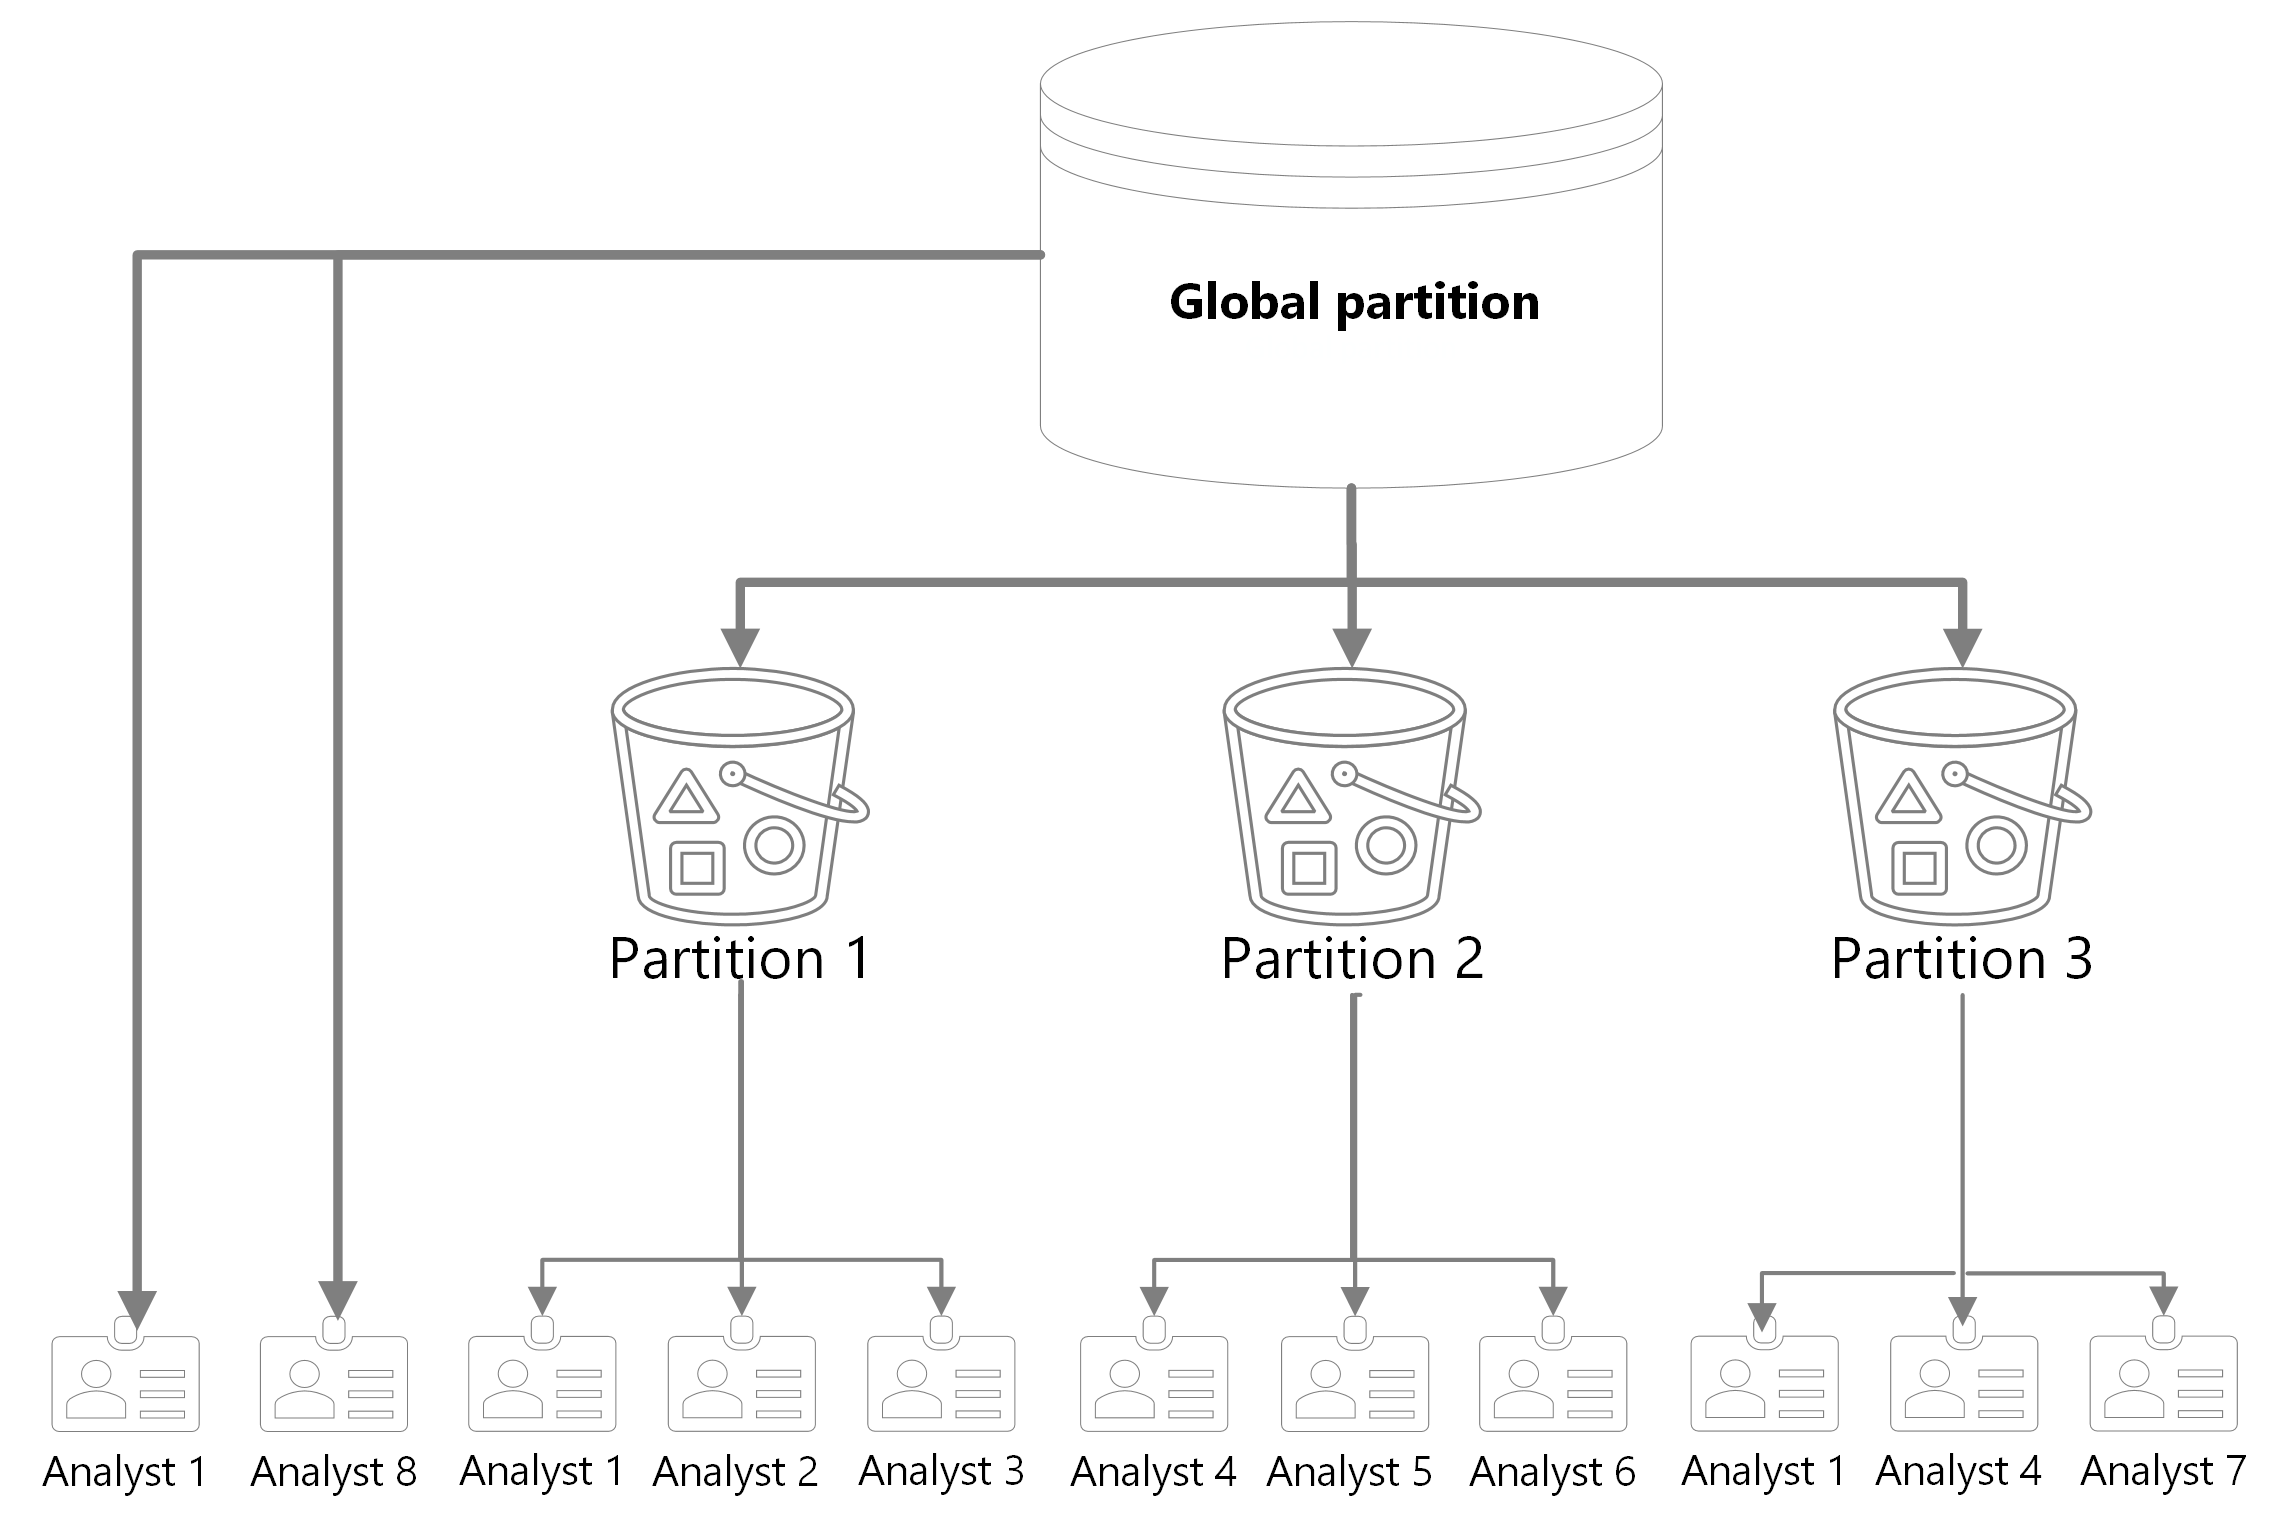 Global partition
Partition 1
Partition 2
Partition 3
Analyst 1
Analyst 8
Analyst 1
Analyst 2
Analyst 3
Analyst 4
Analyst 5
Analyst 6
Analyst 1
Analyst 4
Analyst 7